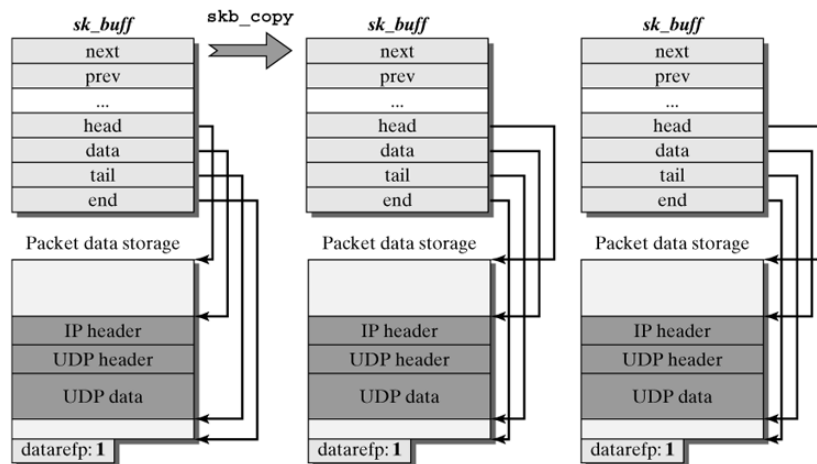 skb_copy
sk_buff
next
prev
...
head
data
tail
end
Packet data storage
IP header
UDP header
UDP data
datarefp: 1
sk_buff
next
prev
...
head
data
tail
end
Packet data storage
IP header
UDP header
UDP data
datarefp: 1
sk_buff
next
prev
...
head
data
tail
end
Packet data storage
IP header
UDP header
UDP data
datarefp: 1